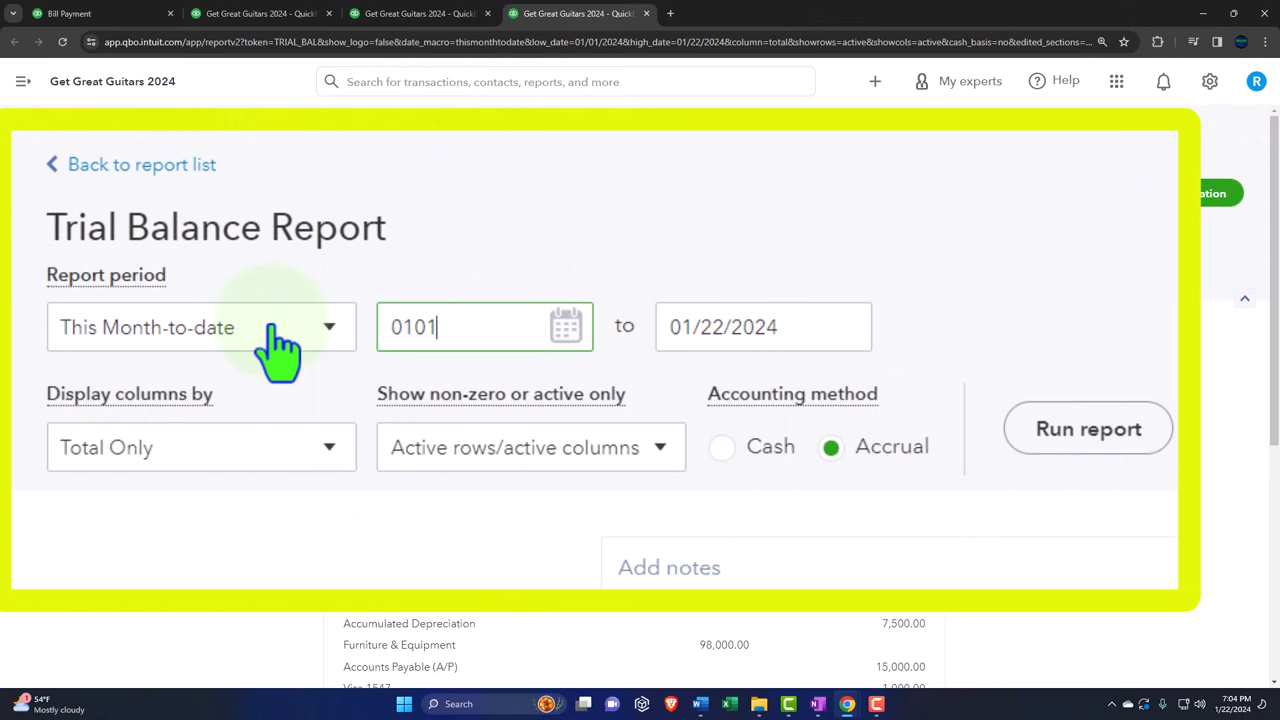 Bill Payment
Get Great Guitars 2024 - Quick
Get Great Guitars 2024 - Quick
Get Great Guitars 2024 - Quick
app.qbo.intuit.com/app/reportv2?token=TRIAL_BAL&show_logo=false&date_macro=thismonthtodate&low_date=01/01/2024&high_date=01/22/2024&column=total&showrows=active&showcols=active&cash_basis=no&edited_sections=...
Get Great Guitars 2024
Search for transactions, contacts, reports, and more
My experts
Help
R
Back to report list
Trial Balance Report
Report period
This Month-to-date
0101
to
01/22/2024
Display columns by
Show non-zero or active only
Accounting method
Total Only
Active rows/active columns
Cash
Accrual
Run report
Add notes
Accumulated Depreciation 7,500.00
Furniture & Equipment 98,000.00
Accounts Payable (A/P) 15,000.00
Visa 1547 1,000.00
54°F
Mostly cloudy
Search
7:04 PM
1/22/2024